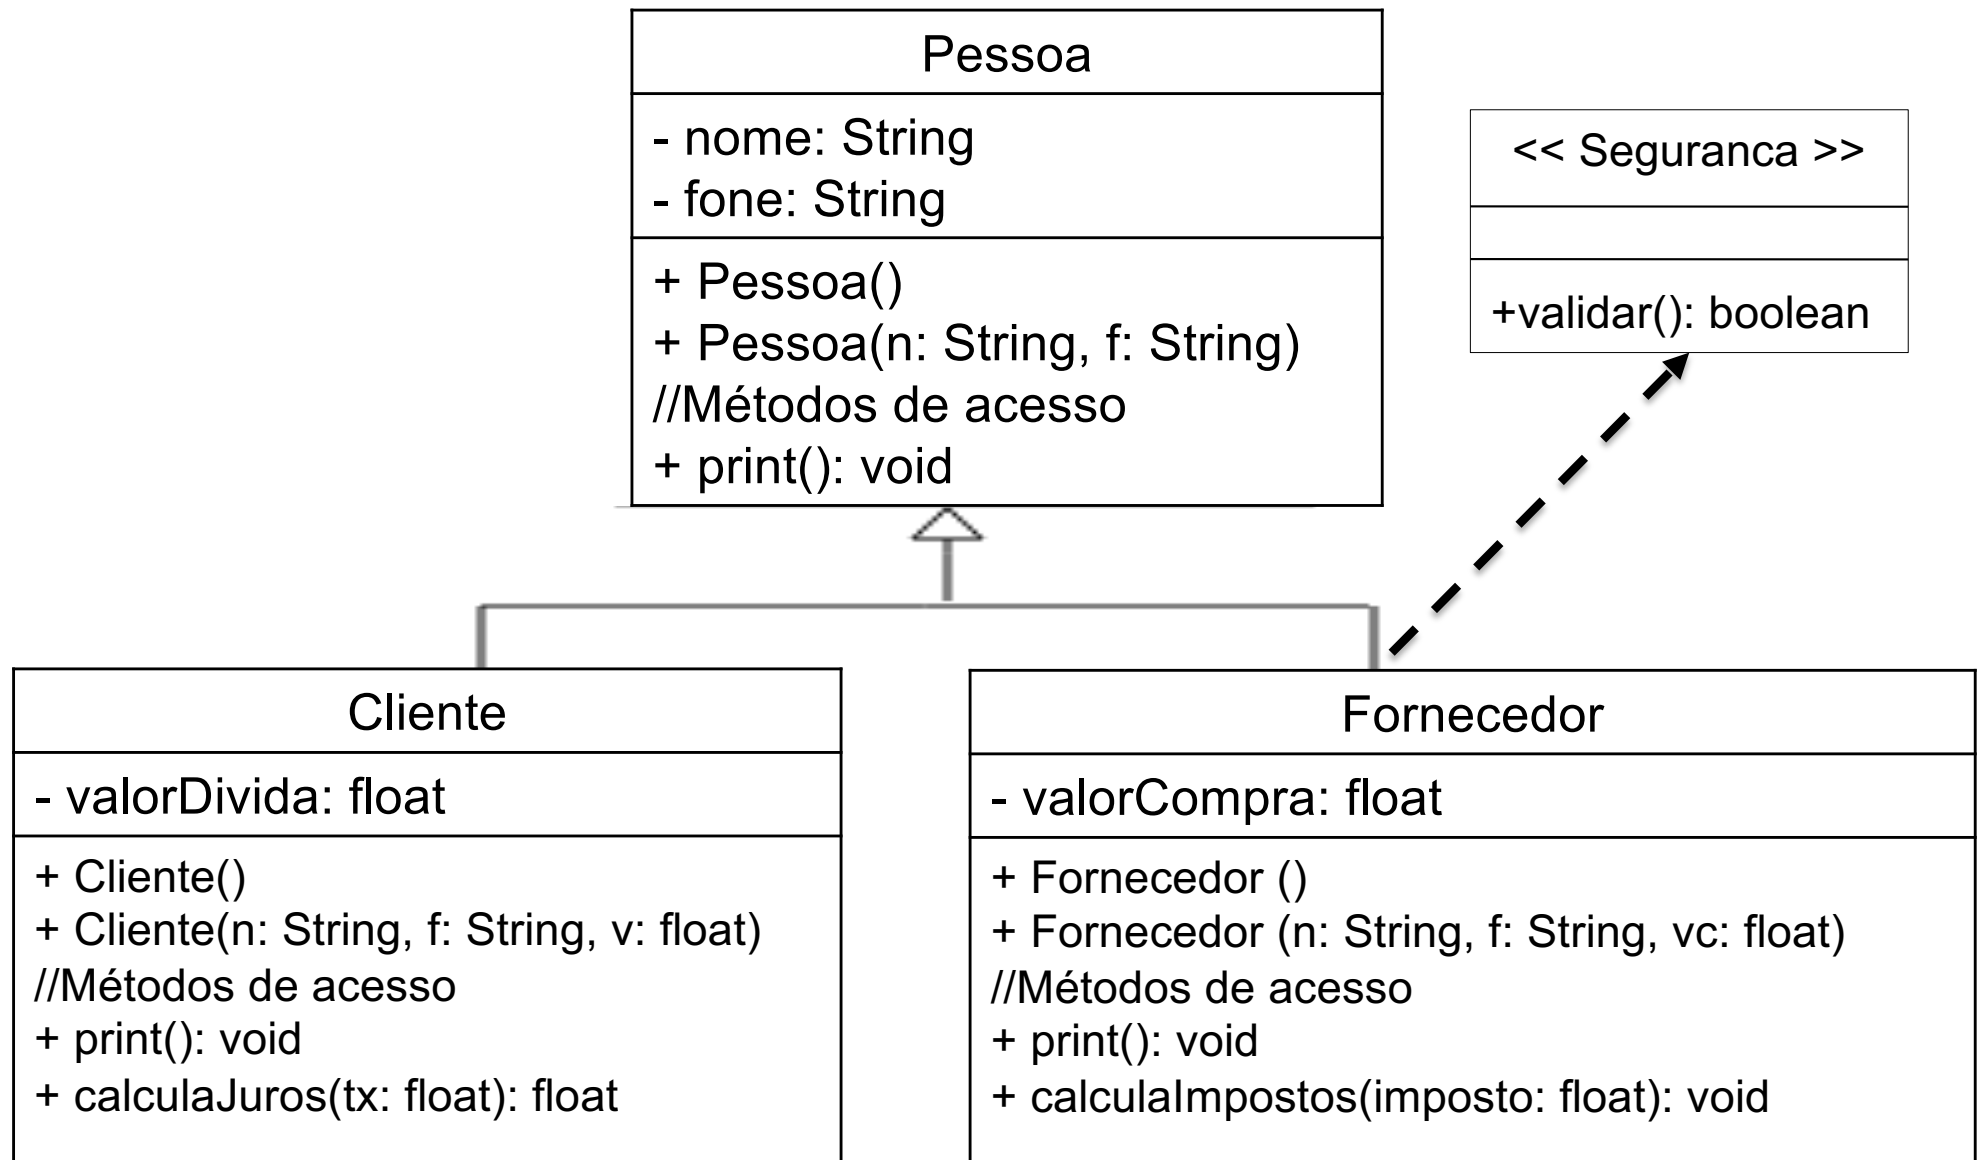 Pessoa
- nome: String
- fone: String
+ Pessoa()
+ Pessoa(n: String, f: String)
//Métodos de acesso
+ print(): void
<< Seguranca >>
+validar(): boolean
Cliente
- valorDivida: float
+ Cliente()
+ Cliente(n: String, f: String, v: float)
//Métodos de acesso
+ print(): void
+ calculaJuros(tx: float): float
Fornecedor
- valorCompra: float
+ Fornecedor ()
+ Fornecedor (n: String, f: String, vc: float)
//Métodos de acesso
+ print(): void
+ calculaImpostos(imposto: float): void